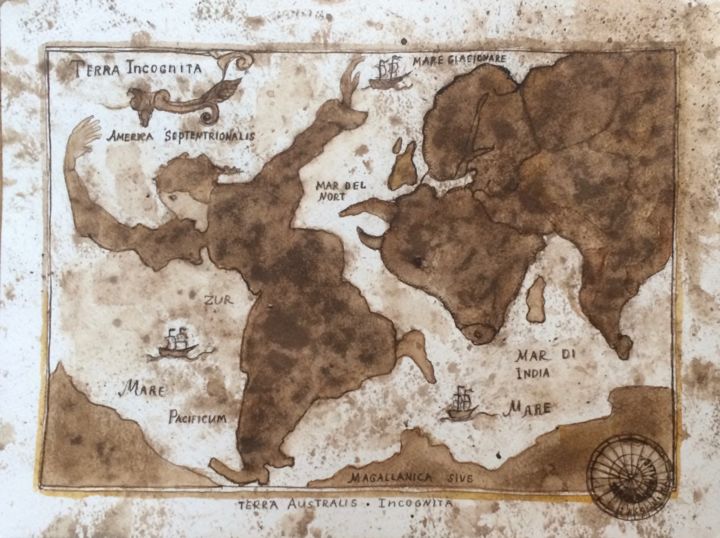 TERRA INCOGNITA
MARE GLACIONARE
AMERICA SEPTENTRIONALIS
MAR DEL
NORT
ZUR
MARE
PACIFICUM
MAR DI
INDIA
MARE
MAGALLANICA SIVE
TERRA AUSTRALIS • INCOGNITA